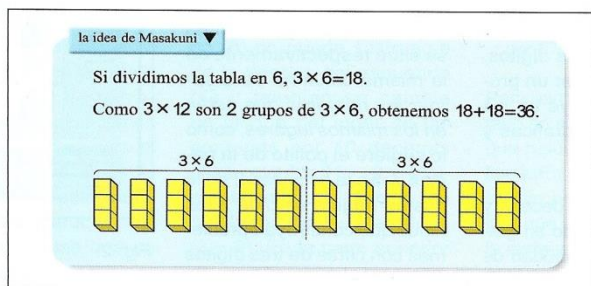 la idea de Masakuni ▼
Si dividimos la tabla en 6, 3×6=18.
Como 3×12 son 2 grupos de 3×6, obtenemos 18+18=36.
3×6 3×6